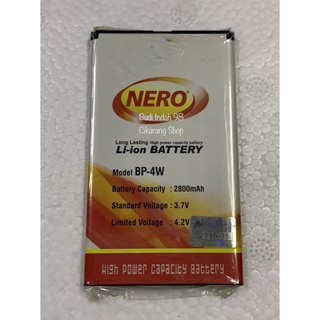 NERO
Budi Indah 98
Cikarang Shop
Long Lasting High power capacity battery
Li-ion BATTERY
Model BP-4W
Battery Capacity : 2800mAh
Standard Voltage : 3.7V
Limited Voltage : 4.2V
High Power Capacity Battery